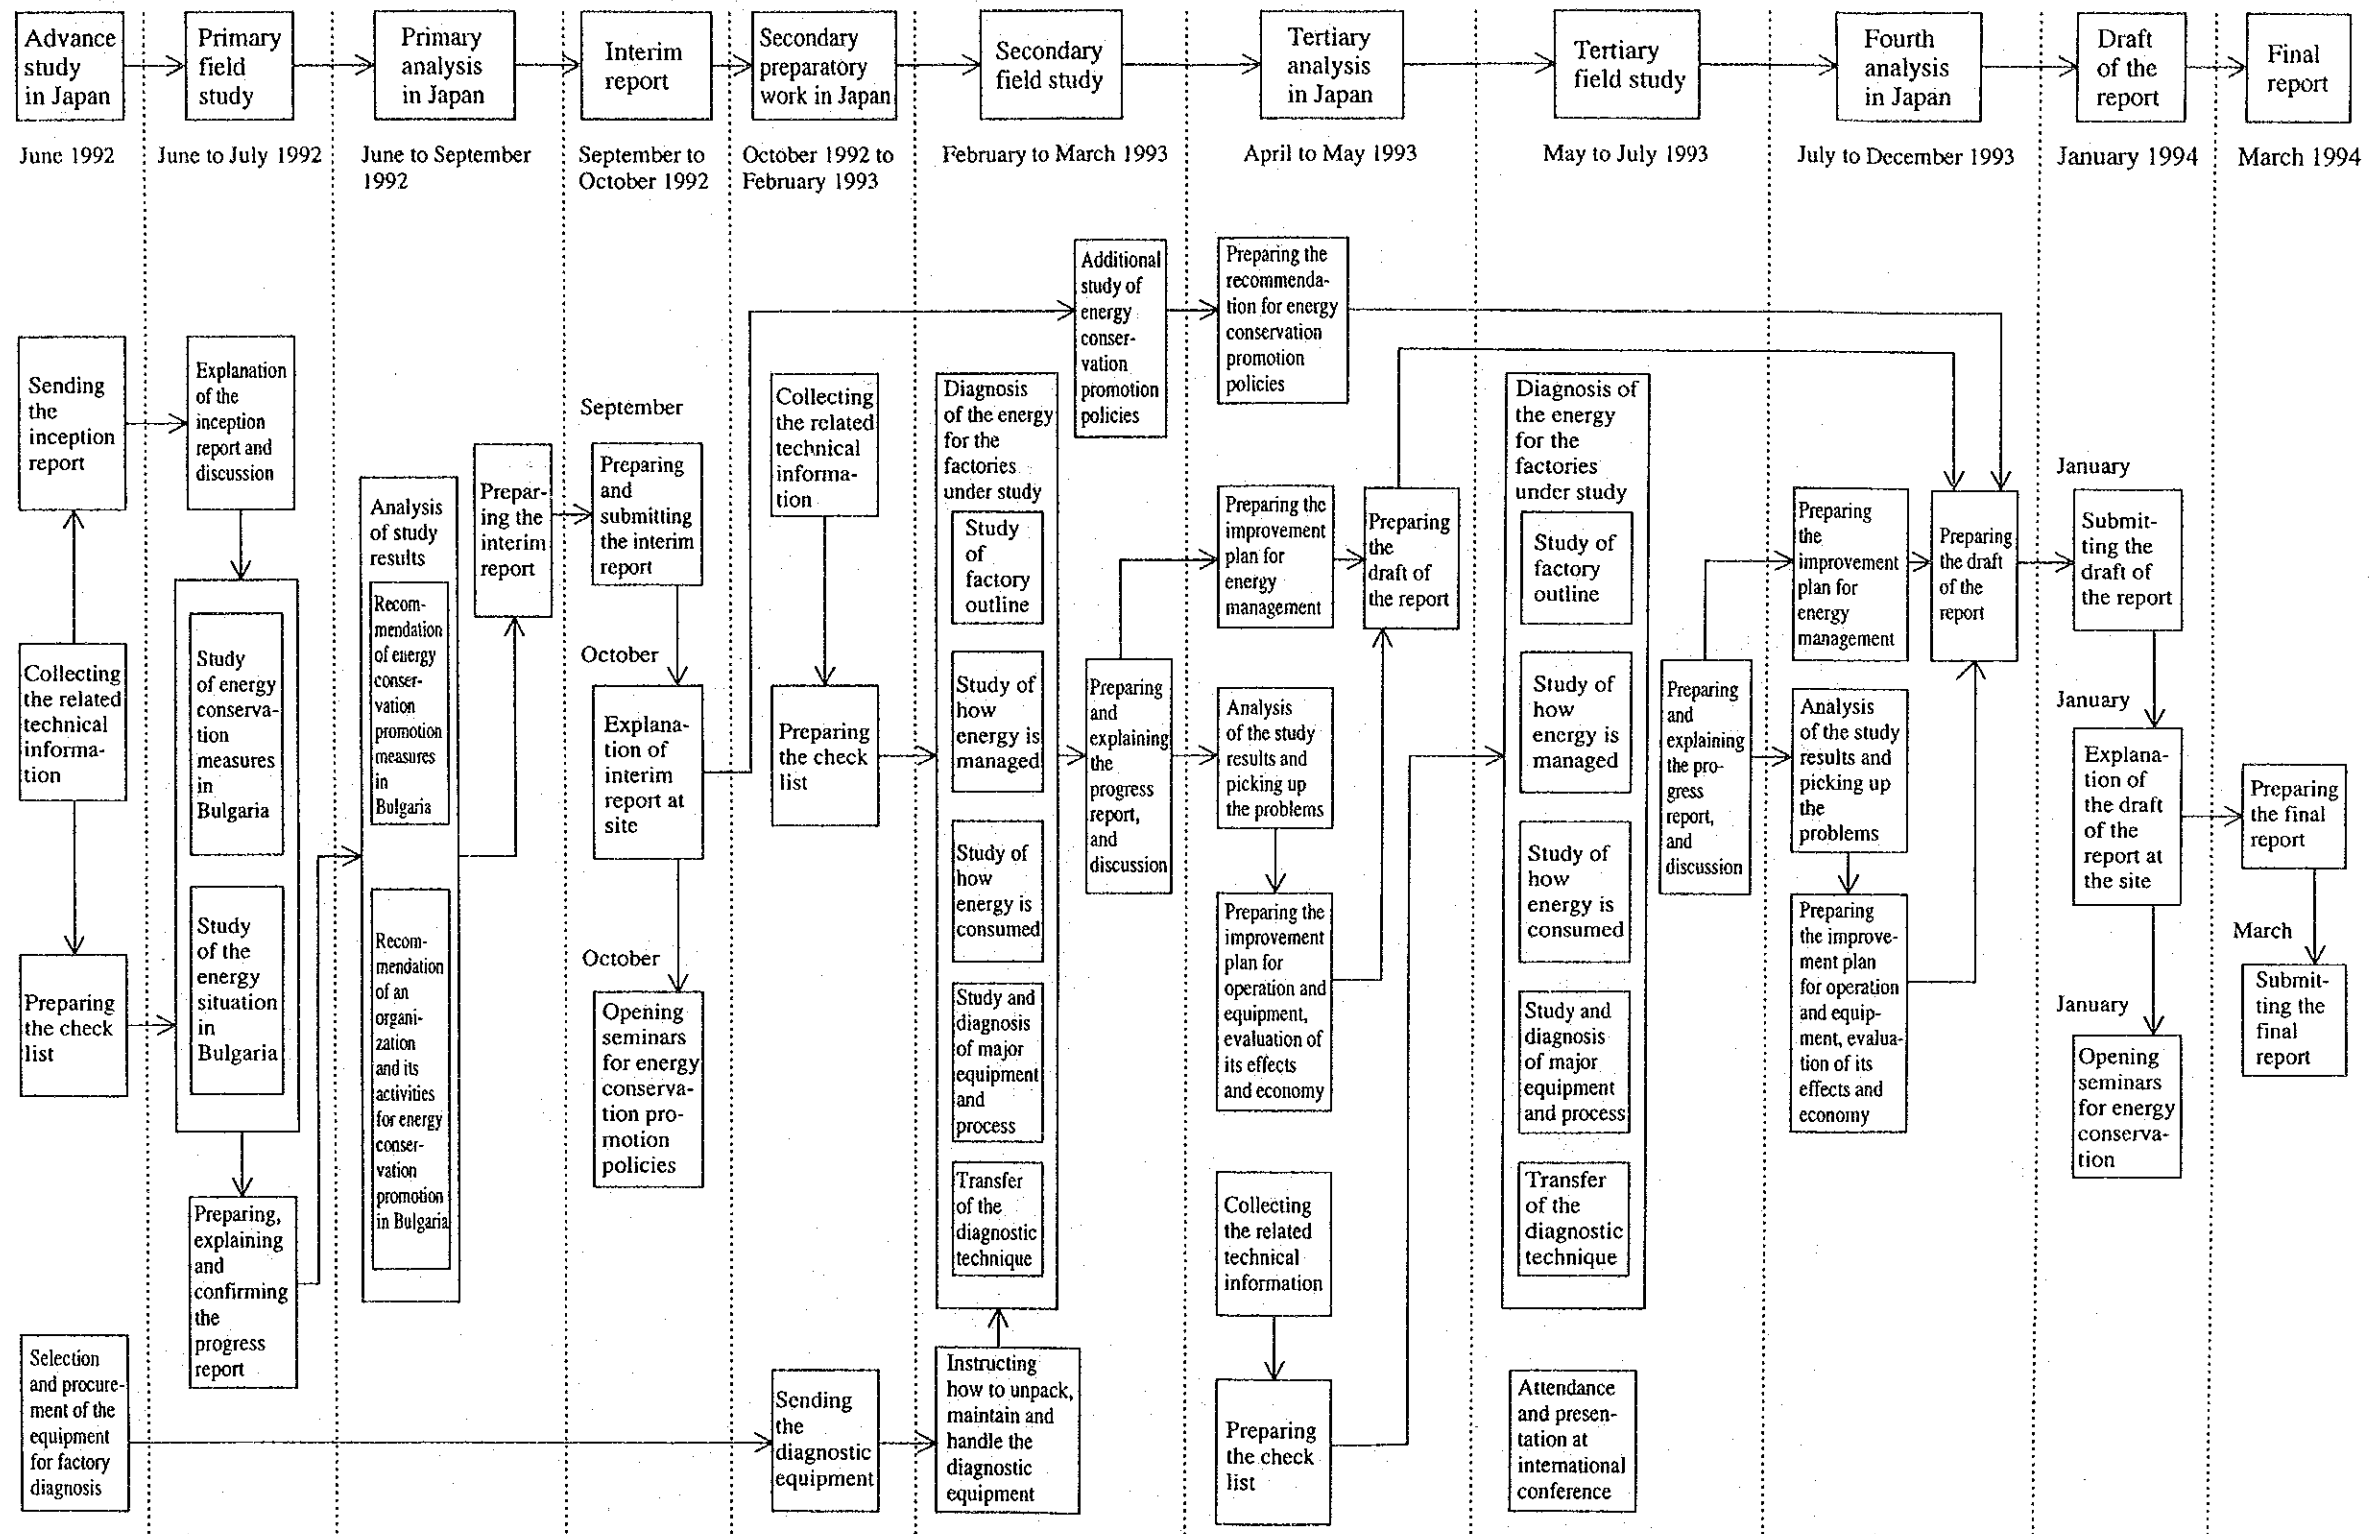 Advance
study
in Japan
Primary
field
study
Primary
analysis
in Japan
Interim
report
Secondary
preparatory
work in Japan
Secondary
field study
Tertiary
analysis
in Japan
Tertiary
field study
Fourth
analysis
in Japan
Draft
of the
report
Final
report
June 1992
June to July 1992
June to September
1992
September to
October 1992
October 1992 to
February 1993
February to March 1993
April to May 1993
May to July 1993
July to December 1993
January 1994
March 1994
Sending
the
inception
report
Collecting
the related
technical
informa-
tion
Preparing
the check
list
Selection
and procure-
ment of the
equipment
for factory
diagnosis
Explanation
of the
inception
report and
discussion
Study
of energy
conserva-
tion
measures
in
Bulgaria
Study
of the
energy
situation
in
Bulgaria
Preparing,
explaining
and
confirming
the
progress
report
Analysis
of study
results
Recom-
mendation
of energy
conser-
vation
promotion
measures
in
Bulgaria
Recom-
mendation
of an
organi-
zation
and its
activities
for energy
conser-
vation
promotion
in Bulgaria
Prepar-
ing the
interim
report
September
Preparing
and
submitting
the interim
report
October
Explana-
tion of
interim
report at
site
October
Opening
seminars
for energy
conserva-
tion pro-
motion
policies
Collecting
the related
technical
informa-
tion
Preparing
the check
list
Sending
the
diagnostic
equipment
Additional
study of
energy
conser-
vation
promotion
policies
Diagnosis
of the energy
for the
factories
under study
Study
of
factory
outline
Study of
how
energy is
managed
Study of
how
energy is
consumed
Study and
diagnosis
of major
equipment
and
process
Transfer
of the
diagnostic
technique
Instructing
how to unpack,
maintain and
handle the
diagnostic
equipment
Preparing
and
explaining
the
progress
report,
and
discussion
Preparing the
recommenda-
tion for energy
conservation
promotion
policies
Preparing the
improvement
plan for
energy
management
Preparing
the
draft of
the report
Analysis
of the study
results and
picking up
the problems
Preparing the
improvement
plan for
operation and
equipment,
evaluation of
its effects
and economy
Collecting
the related
technical
information
Preparing
the check
list
Diagnosis of
the energy
for the
factories
under study
Study of
factory
outline
Study of
how
energy is
managed
Study of
how
energy is
consumed
Study and
diagnosis
of major
equipment
and process
Transfer
of the
diagnostic
technique
Attendance
and presen-
tation at
international
conference
Preparing
and
explaining
the pro-
gress
report,
and
discussion
Preparing
the
improvement
plan for
energy
management
Preparing
the draft
of the
report
Analysis
of the study
results and
picking up
the
problems
Preparing
the improve-
ment plan
for operation
and equip-
ment, evalua-
tion of its
effects and
economy
January
Submit-
ting the
draft of
the report
January
Explana-
tion of
the draft
of the
report at
the site
January
Opening
seminars
for energy
conserva-
tion
Preparing
the final
report
March
Submit-
ting the
final
report